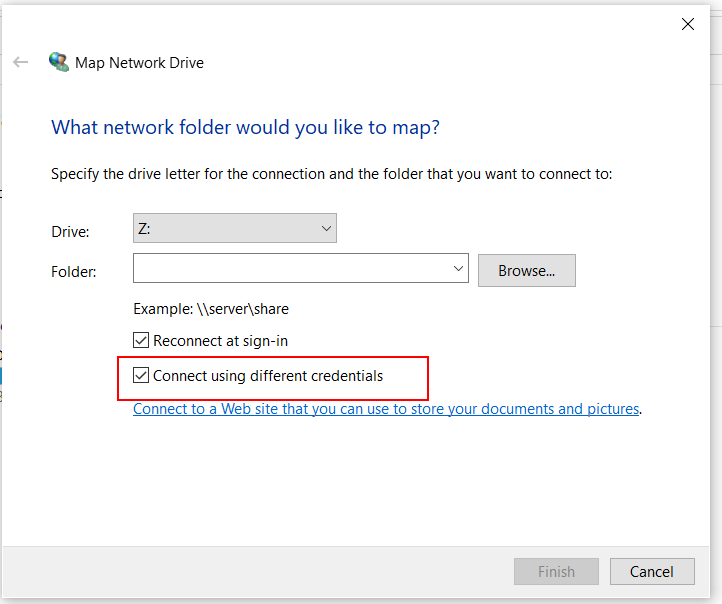 Map Network Drive
What network folder would you like to map?
Specify the drive letter for the connection and the folder that you want to connect to:
Drive: Z:
Folder: Browse...
Example: \\server\share
Reconnect at sign-in
Connect using different credentials
Connect to a Web site that you can use to store your documents and pictures.
Finish Cancel